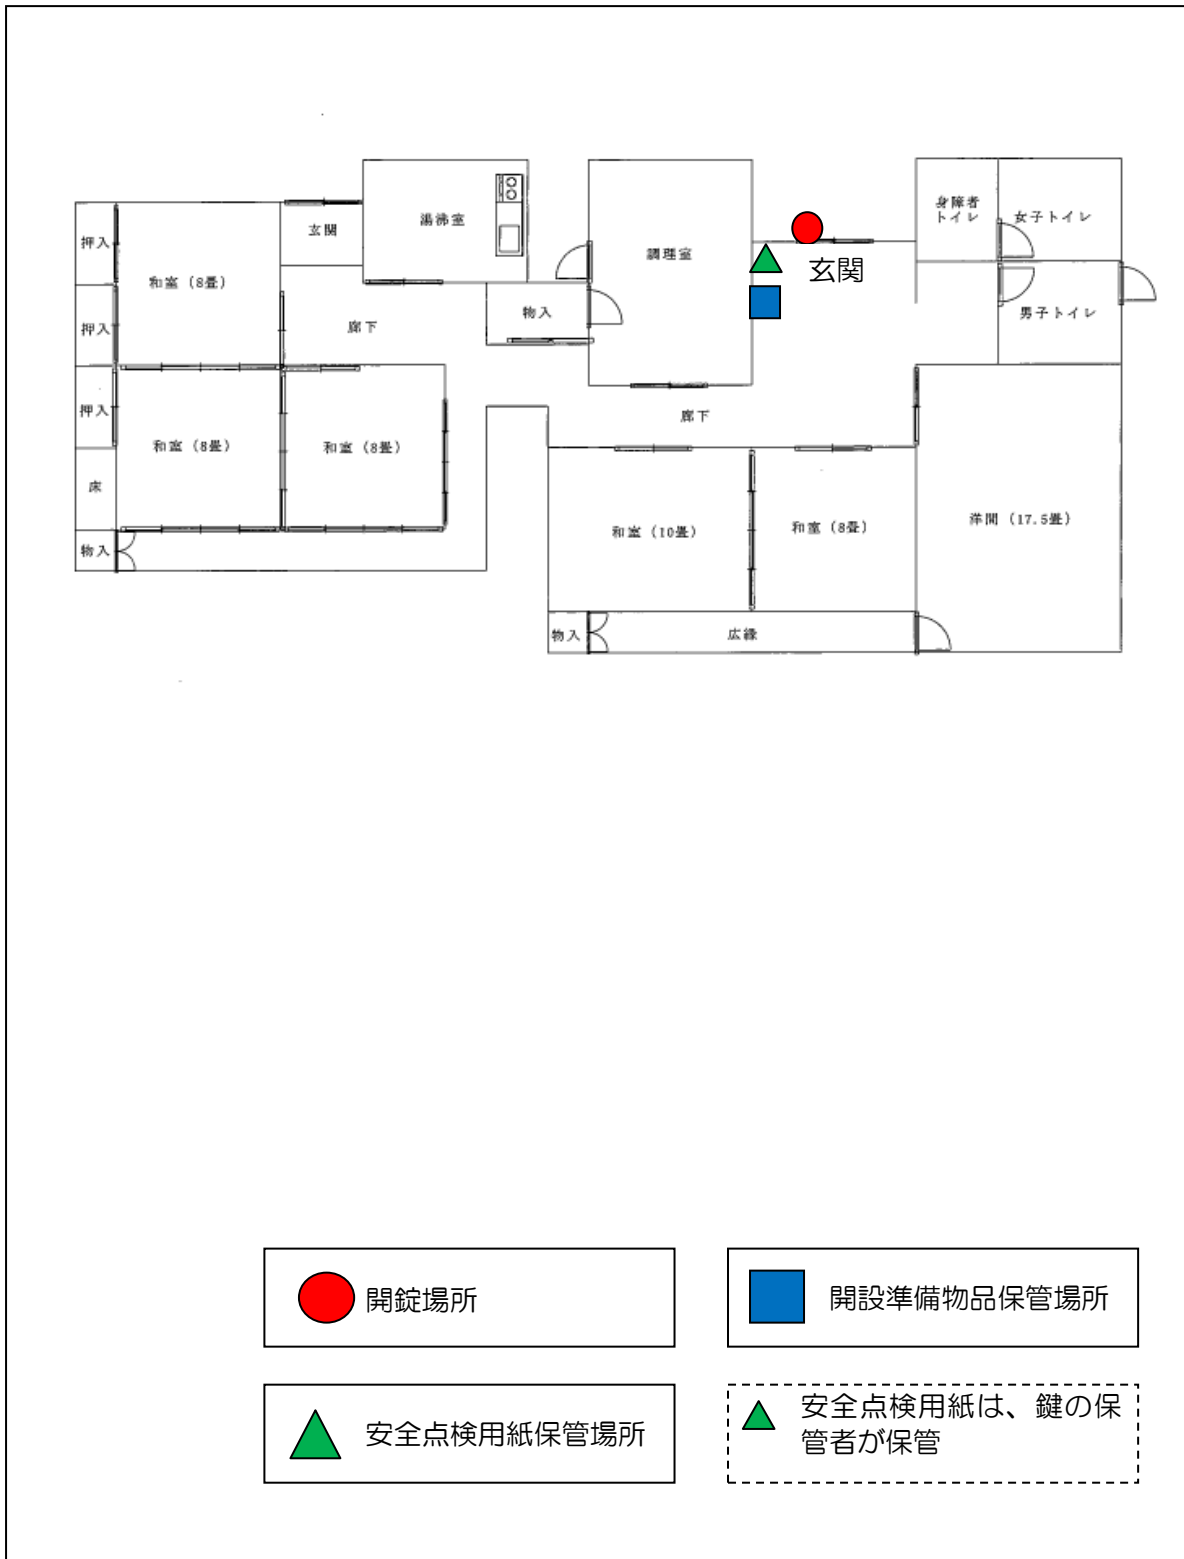 身障者
トイレ
女子トイレ
湯沸室
玄関
押入
和室（8畳）
調理室
玄関
物入
男子トイレ
廊下
押入
押入
廊下
和室（8畳）
和室（8畳）
床
物入
和室（10畳）
和室（8畳）
洋間（17.5畳）
物入
広縁
開錠場所
開設準備物品保管場所
安全点検用紙保管場所
安全点検用紙は、鍵の保
管者が保管